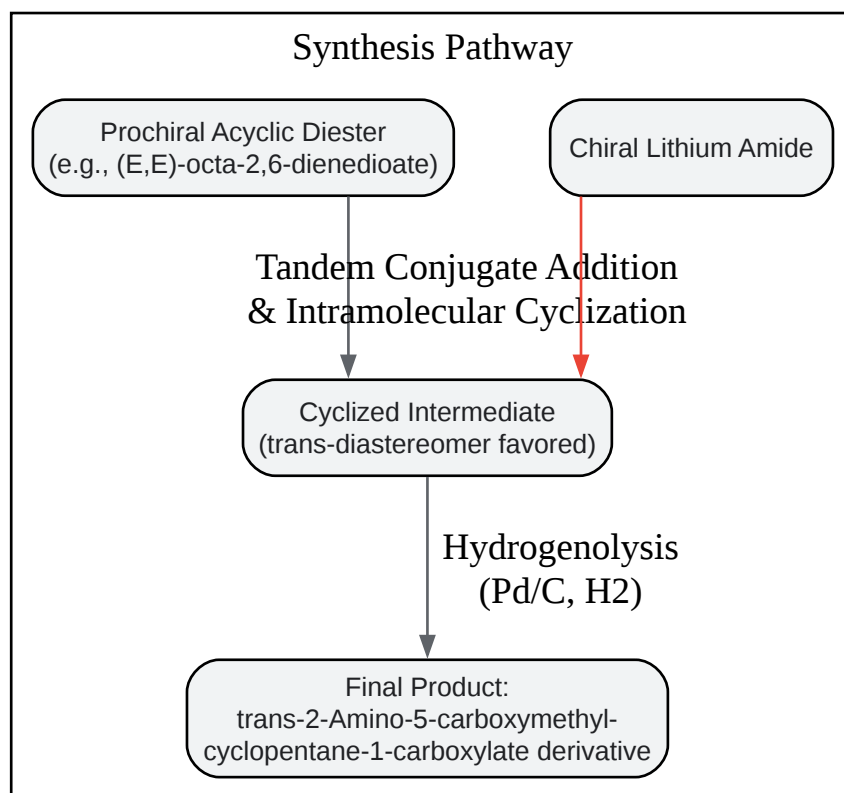 Synthesis Pathway
Prochiral Acyclic Diester
(e.g., (E,E)-octa-2,6-dienedioate)
Chiral Lithium Amide
Tandem Conjugate Addition
& Intramolecular Cyclization
Cyclized Intermediate
(trans-diastereomer favored)
Hydrogenolysis
(Pd/C, H2)
Final Product:
trans-2-Amino-5-carboxymethyl-
cyclopentane-1-carboxylate derivative